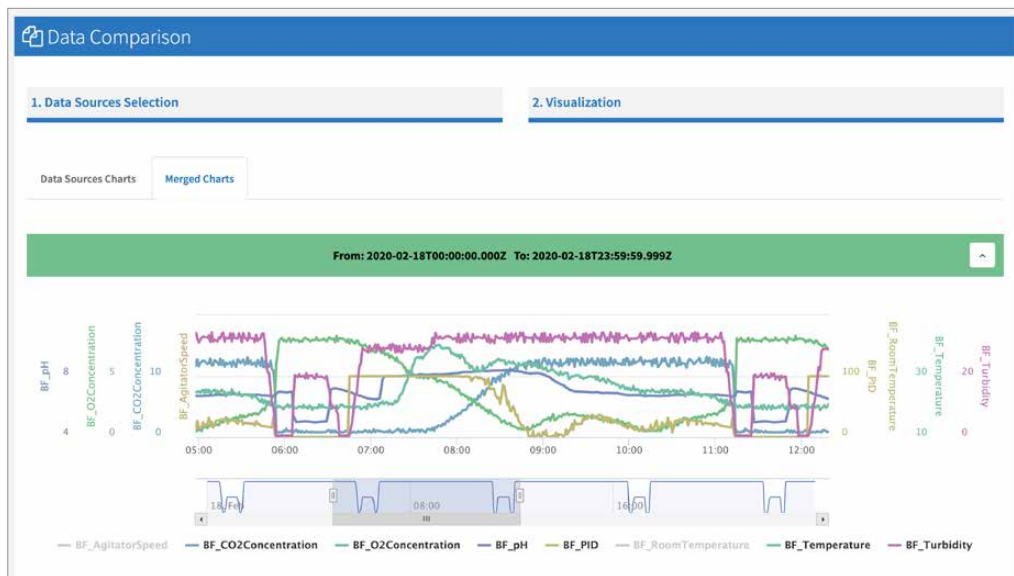 Data Comparison
1. Data Sources Selection
2. Visualization
Data Sources Charts
Merged Charts
From: 2020-02-18T00:00:00.000Z To: 2020-02-18T23:59:59.999Z
BF_pH
8
4
BF_O2Concentration
5
0
BF_CO2Concentration
10
0
BF_AgitatorSpeed
100
0
BF_PID
BF_RoomTemperature
30
10
BF_Temperature
20
0
BF_Turbidity
05:00 06:00 07:00 08:00 09:00 10:00 11:00 12:00
18. Feb 08:00 16:00
BF_AgitatorSpeed BF_CO2Concentration BF_O2Concentration BF_pH BF_PID BF_RoomTemperature BF_Temperature BF_Turbidity